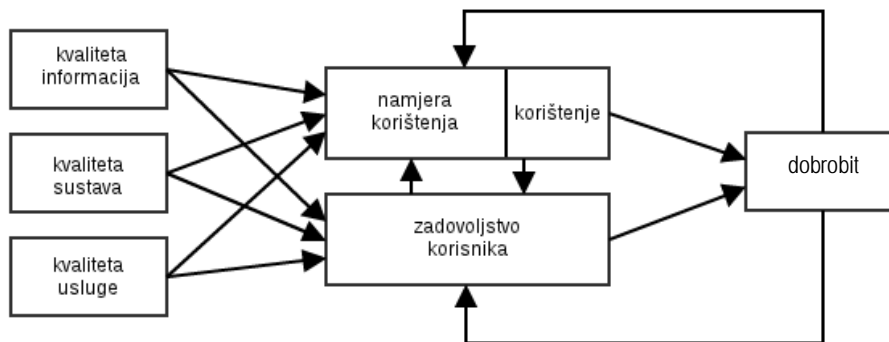 kvaliteta
informacija
kvaliteta
sustava
kvaliteta
usluge
namjera
korištenja
korištenje
zadovoljstvo
korisnika
dobrobit